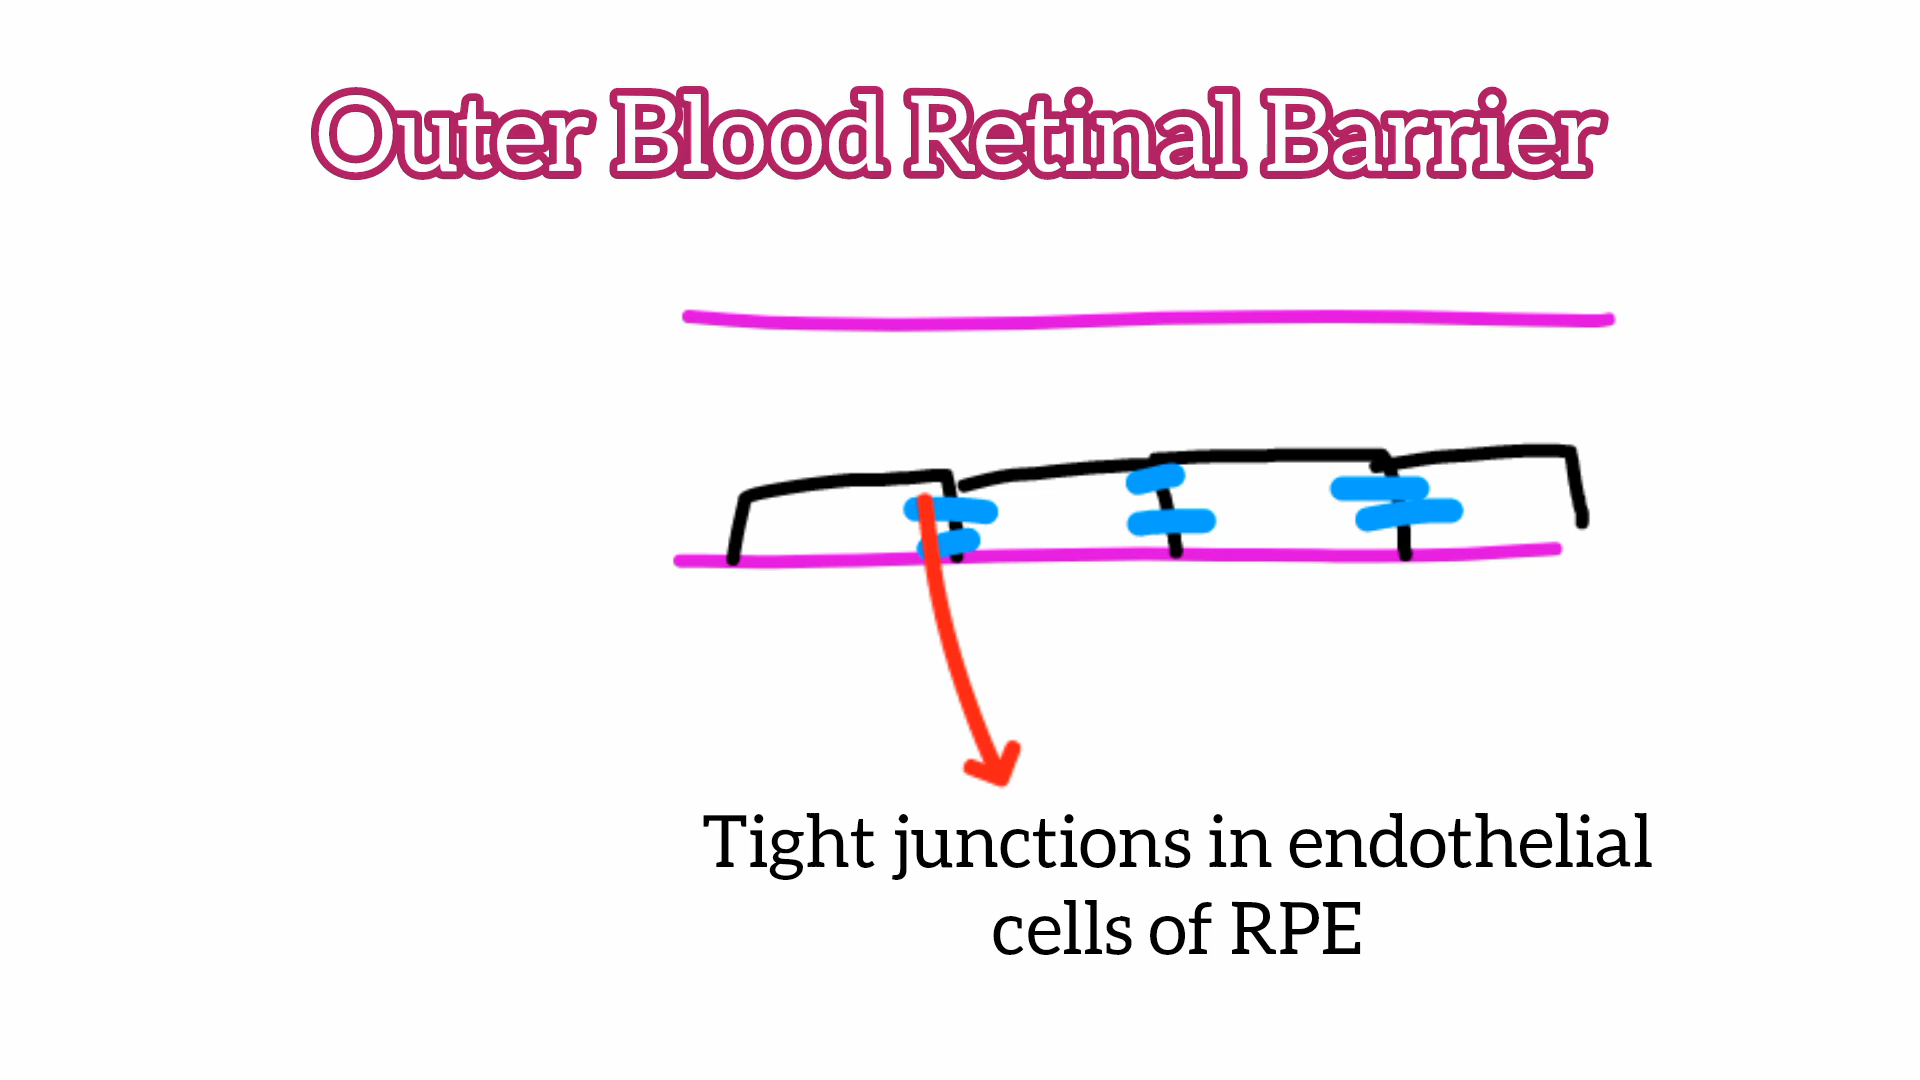 Outer Blood Retinal Barrier
Tight junctions in endothelial
cells of RPE